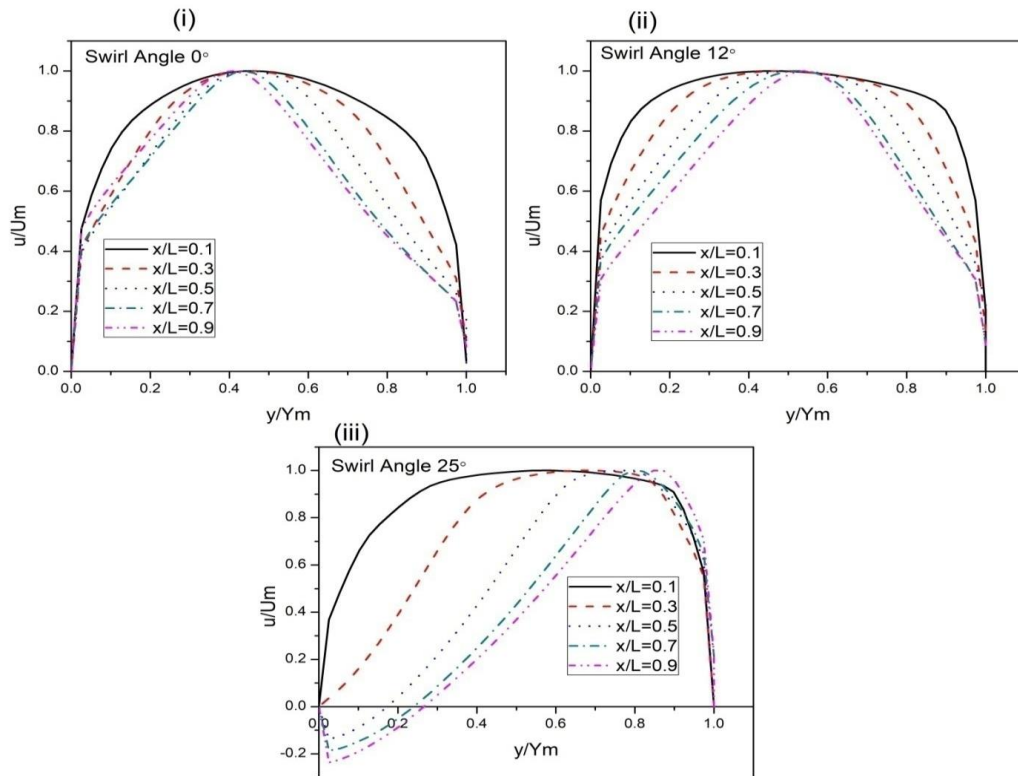 (i)
Swirl Angle 0°
u/Um
1.0
0.8
0.6
0.4
0.2
0.0
x/L=0.1
x/L=0.3
x/L=0.5
x/L=0.7
x/L=0.9
0.0 0.2 0.4 0.6 0.8 1.0
y/Ym
(ii)
Swirl Angle 12°
u/Um
1.0
0.8
0.6
0.4
0.2
0.0
x/L=0.1
x/L=0.3
x/L=0.5
x/L=0.7
x/L=0.9
0.0 0.2 0.4 0.6 0.8 1.0
y/Ym
(iii)
Swirl Angle 25°
u/Um
1.0
0.8
0.6
0.4
0.2
0.0
-0.2
x/L=0.1
x/L=0.3
x/L=0.5
x/L=0.7
x/L=0.9
0.0 0.2 0.4 0.6 0.8 1.0
y/Ym